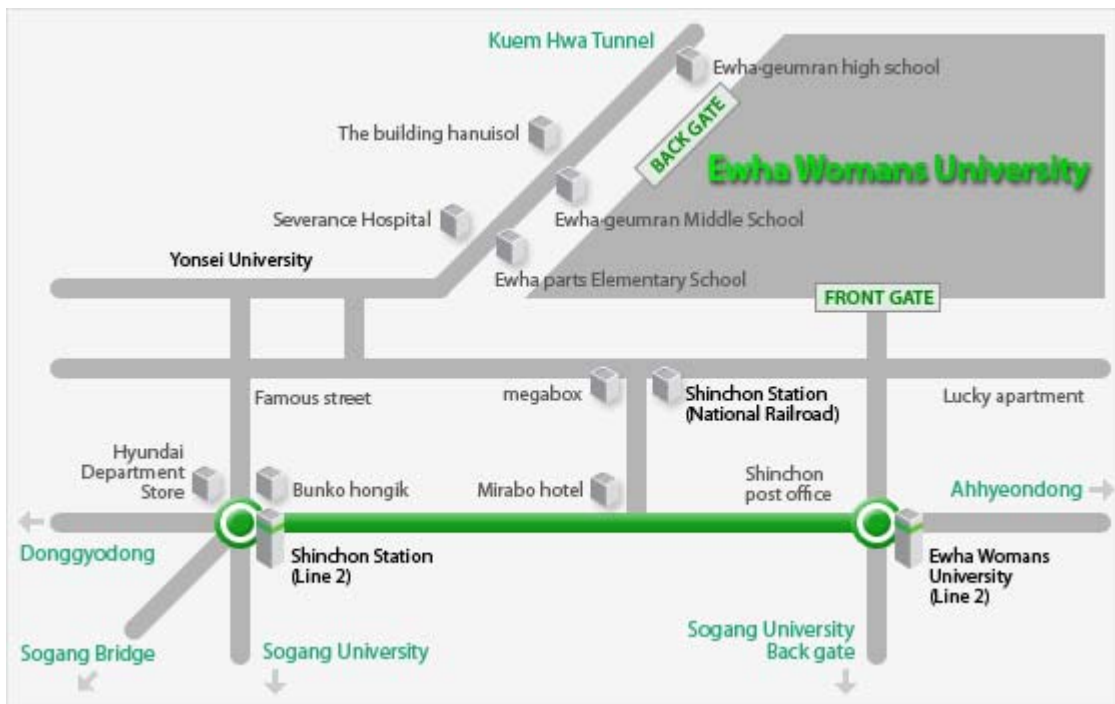 Kuem Hwa Tunnel
Ewha-geumran high school
The building hanuisol
BACK GATE
Ewha Womans University
Severance Hospital
Ewha-geumran Middle School
Yonsei University
Ewha parts Elementary School
FRONT GATE
Famous street
megabox
Shinchon Station
(National Railroad)
Lucky apartment
Hyundai
Department
Store
Bunko hongik
Mirabo hotel
Shinchon
post office
Ahhyeondong
Donggyodong
Shinchon Station
(Line 2)
Ewha Womans
University
(Line 2)
Sogang Bridge
Sogang University
Sogang University
Back gate